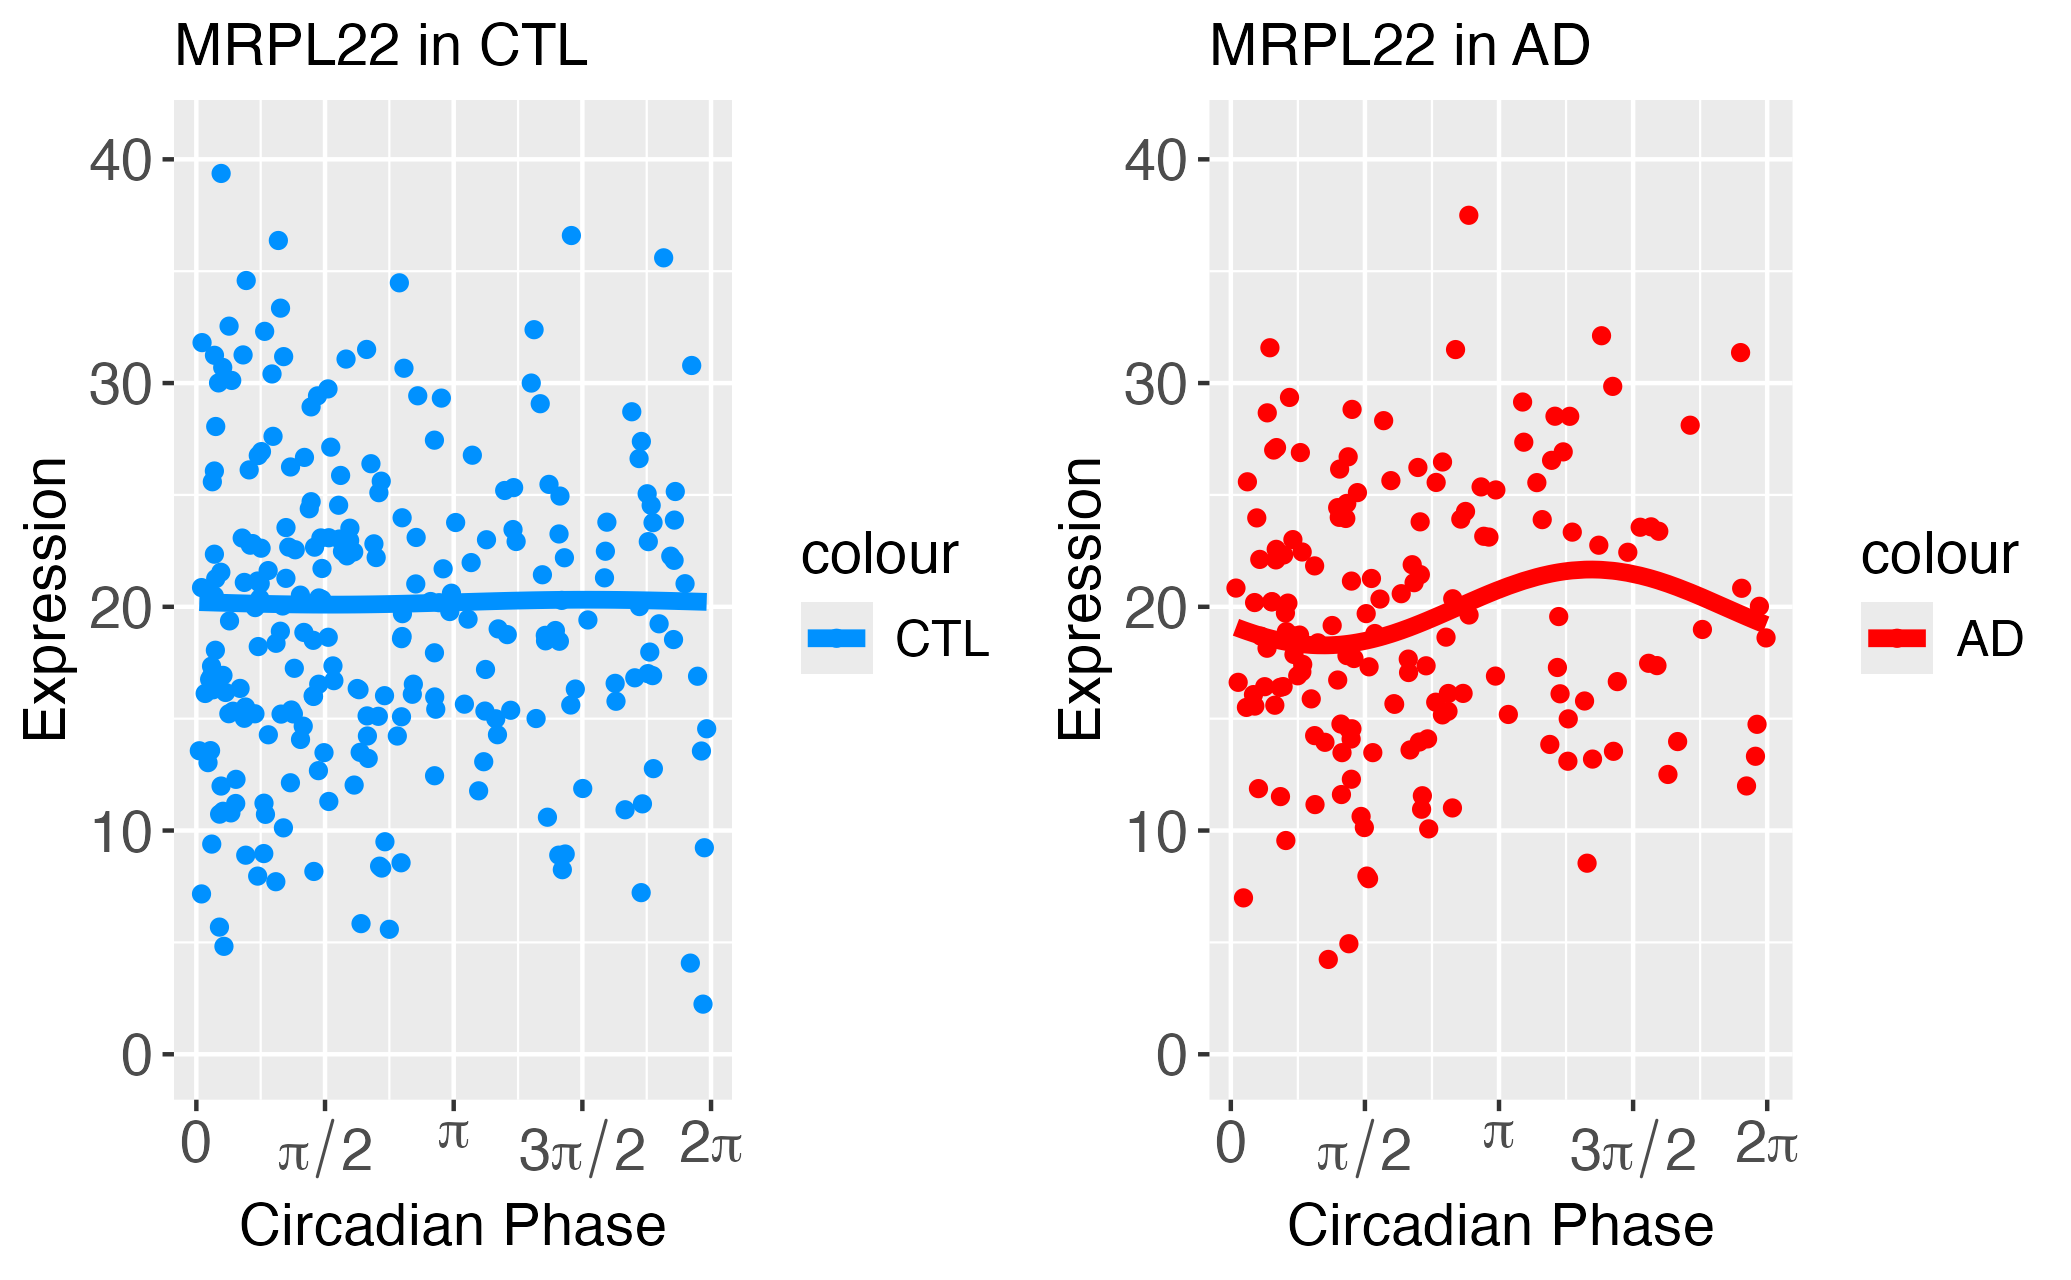 MRPL22 in CTL
Expression
40
30
20
10
0
0 π/2 π 3π/2 2π
Circadian Phase
colour
CTL
MRPL22 in AD
Expression
40
30
20
10
0
0 π/2 π 3π/2 2π
Circadian Phase
colour
AD